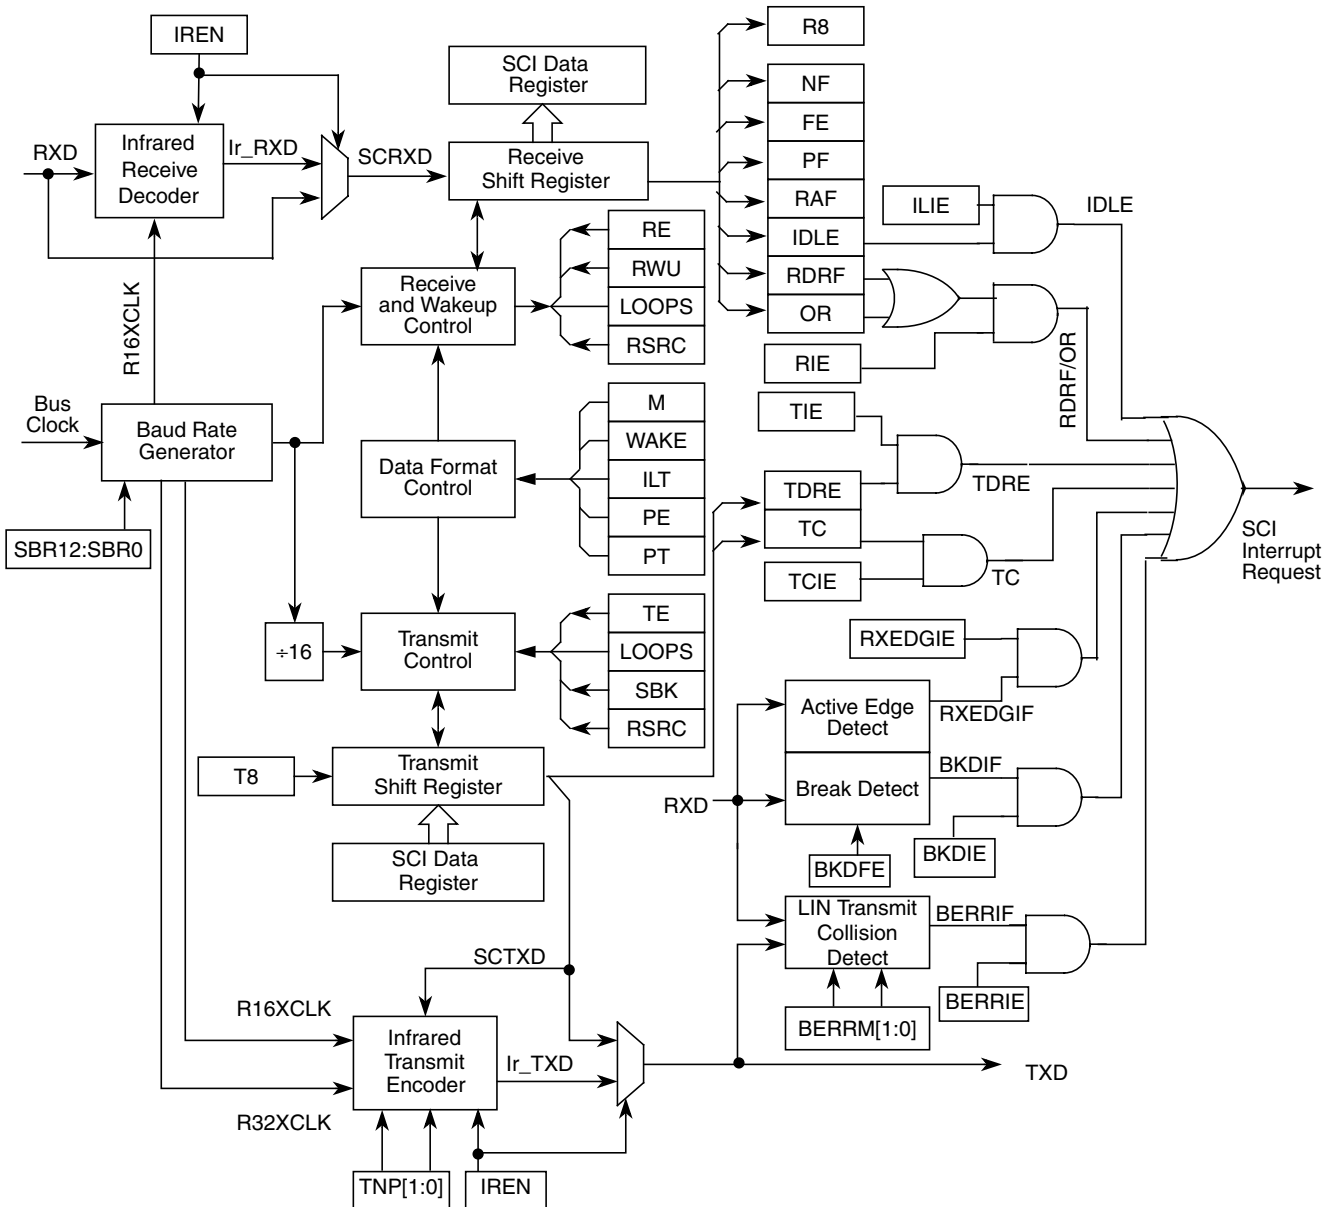 IREN
SCI Data
Register
R8
NF
FE
PF
RAF
IDLE
RDRF
OR
RXD
Infrared
Receive
Decoder
Ir_RXD
SCRXD
Receive
Shift Register
ILIE
IDLE
RE
RWU
LOOPS
RSRC
Receive
and Wakeup
Control
R16XCLK
RIE
RDRF/OR
Bus
Clock
Baud Rate
Generator
M
WAKE
ILT
PE
PT
Data Format
Control
TIE
TDRE
TC
TDRE
TCIE
TC
SCI
Interrupt
Request
SBR12:SBR0
÷16
Transmit
Control
TE
LOOPS
SBK
RSRC
RXEDGIE
Active Edge
Detect
RXEDGIF
T8
Transmit
Shift Register
RXD
Break Detect
BKDIF
BKDIE
BKDFE
SCI Data
Register
LIN Transmit
Collision
Detect
BERRIF
BERRIE
BERRM[1:0]
SCTXD
R16XCLK
Infrared
Transmit
Encoder
Ir_TXD
TXD
R32XCLK
TNP[1:0]
IREN